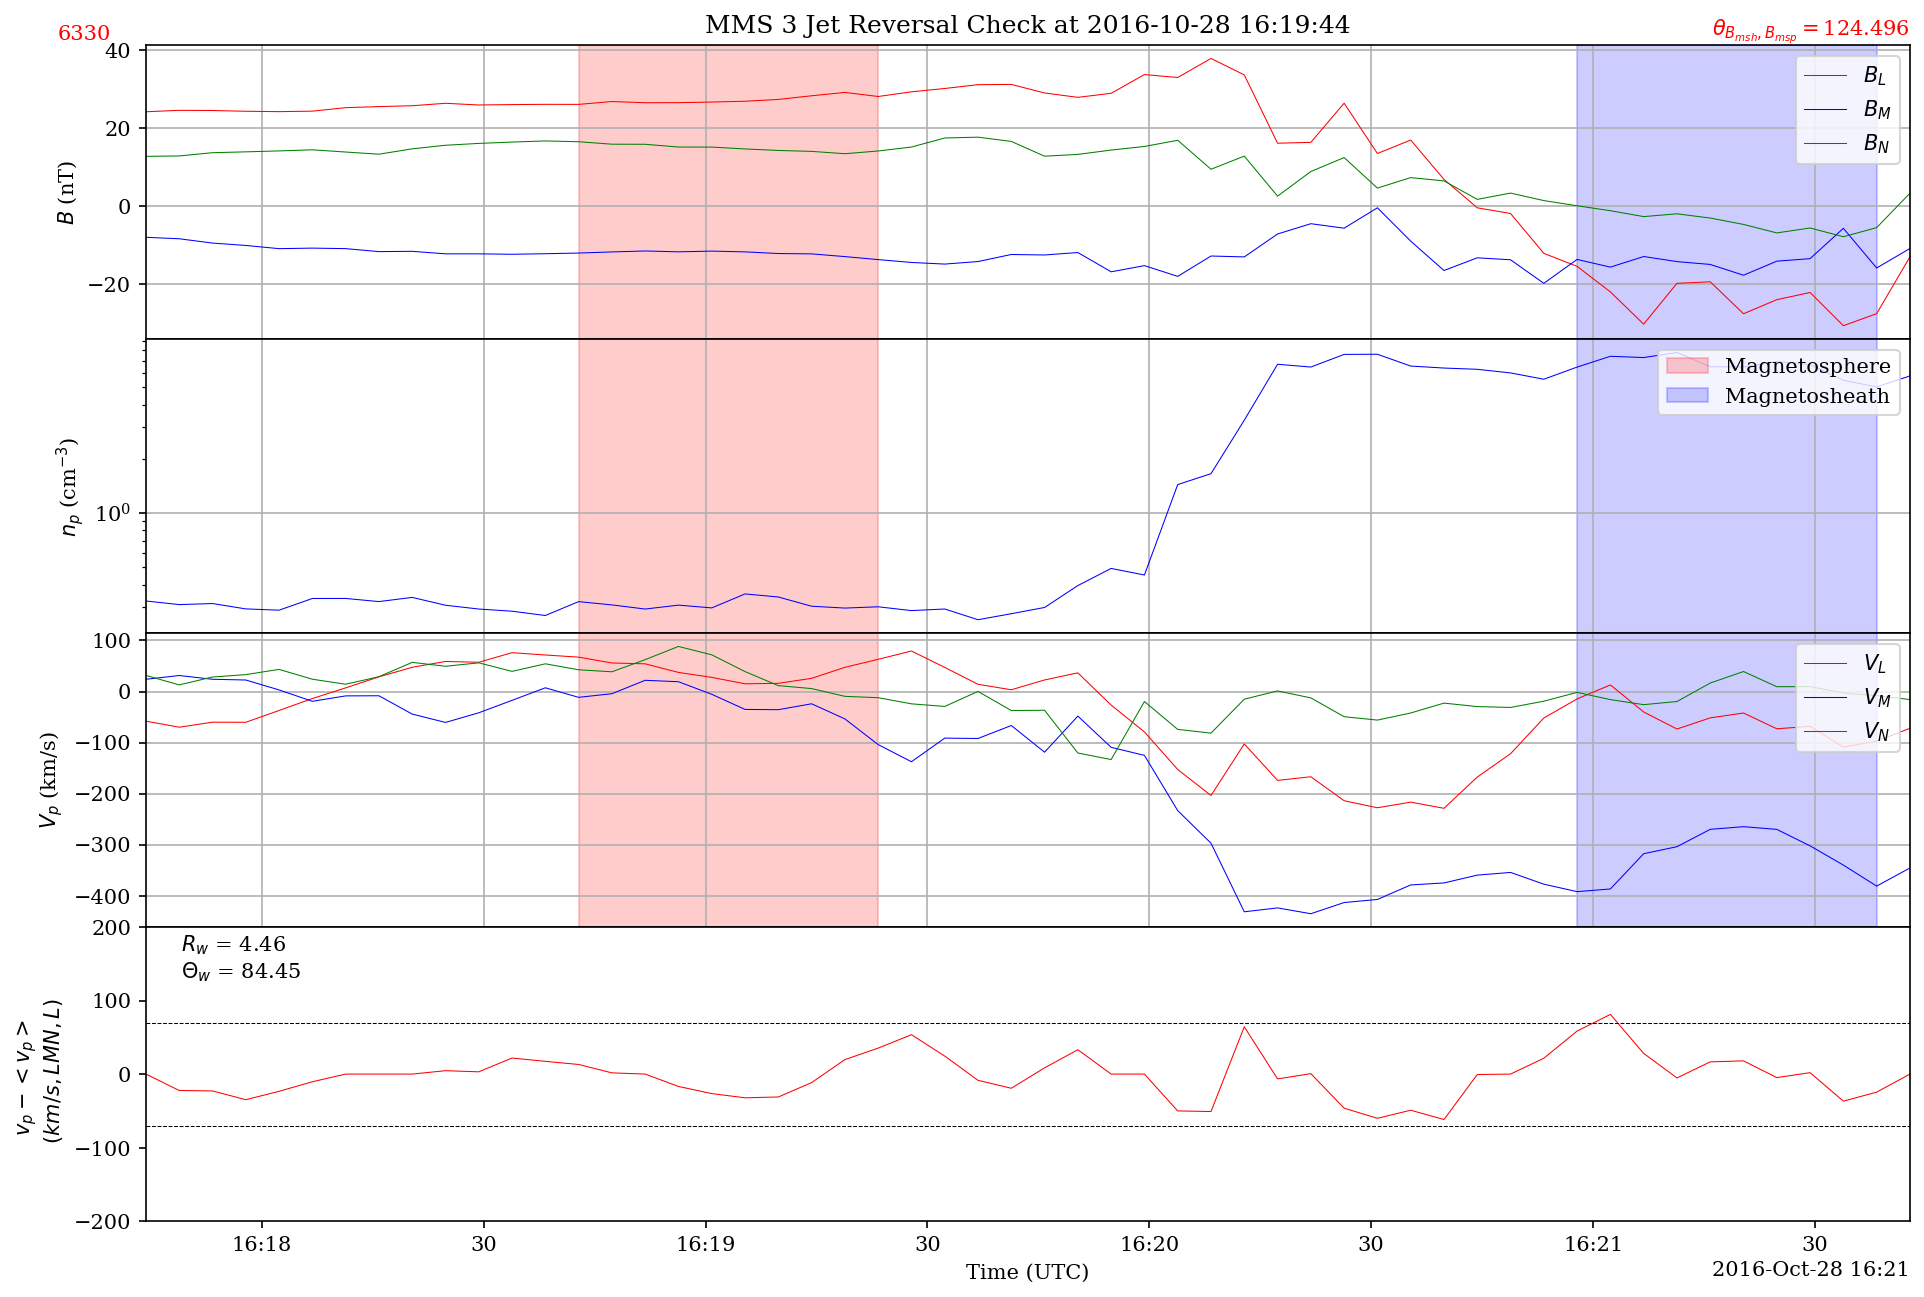 MMS 3 Jet Reversal Check at 2016-10-28 16:19:44
6330
θ_{B_{msh}, B_{msp}} = 124.496
40
20
0
−20
B (nT)
B_L
B_M
B_N
10^0
n_p (cm^{−3})
Magnetosphere
Magnetosheath
100
0
−100
−200
−300
−400
V_p (km/s)
V_L
V_M
V_N
200
100
0
−100
−200
v_p − < v_p >
(km/s, LMN, L)
R_w = 4.46
Θ_w = 84.45
16:18
30
16:19
30
16:20
30
16:21
30
Time (UTC)
2016-Oct-28 16:21